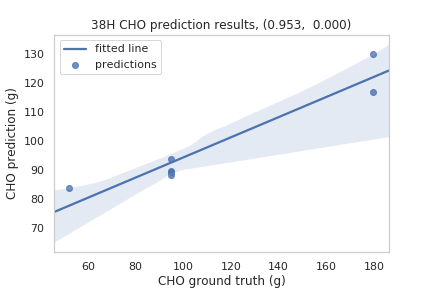 38H CHO prediction results, (0.953,  0.000)
fitted line
predictions
CHO prediction (g)
130
120
110
100
90
80
70
60 80 100 120 140 160 180
CHO ground truth (g)